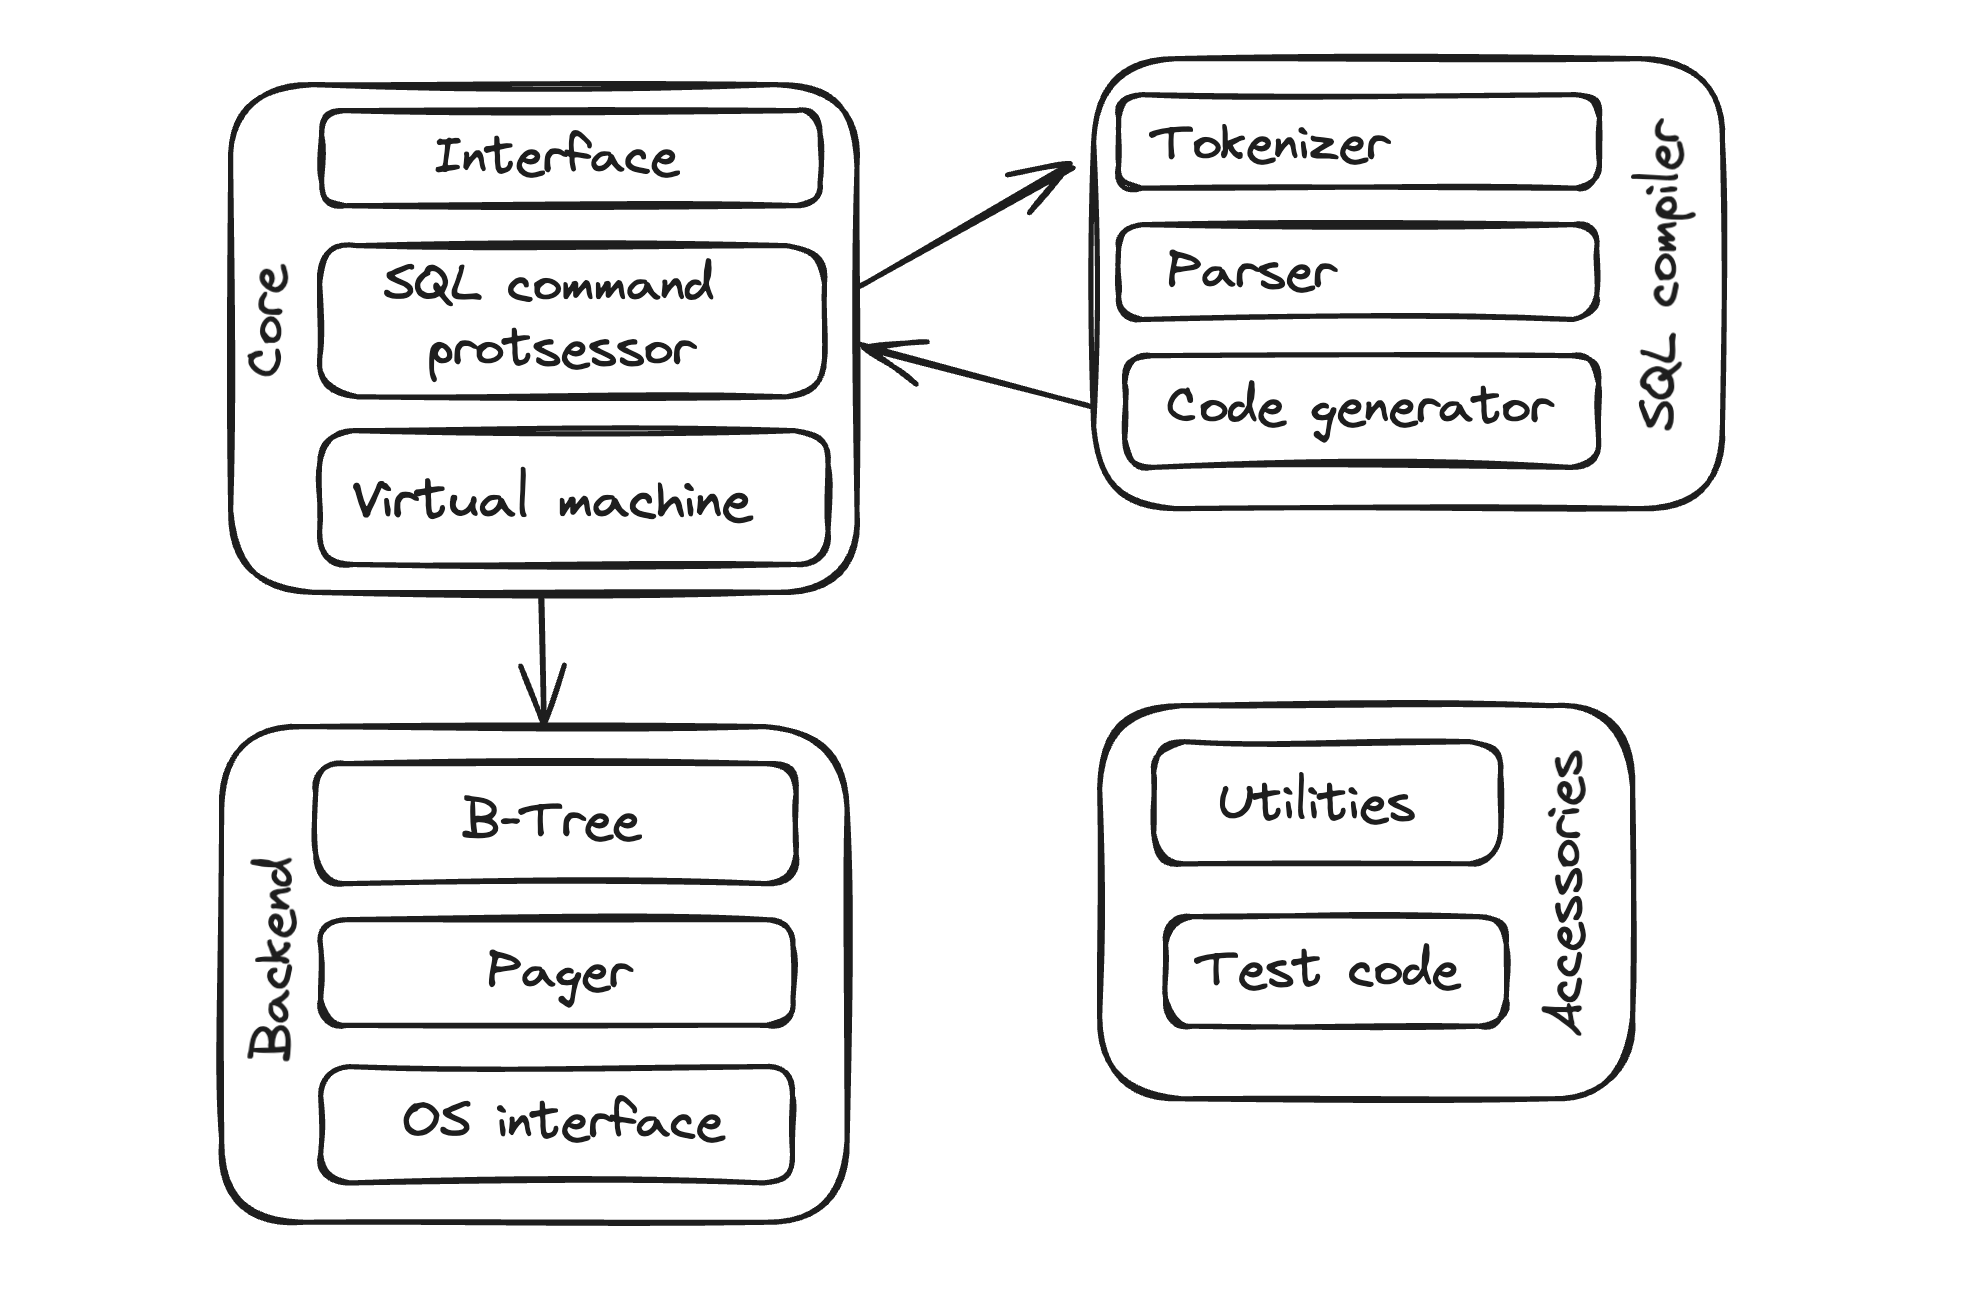 Core
Interface
SQL command
protsessor
Virtual machine
Tokenizer
Parser
Code generator
SQL compiler
Backend
B-Tree
Pager
OS interface
Utilities
Test code
Accessories